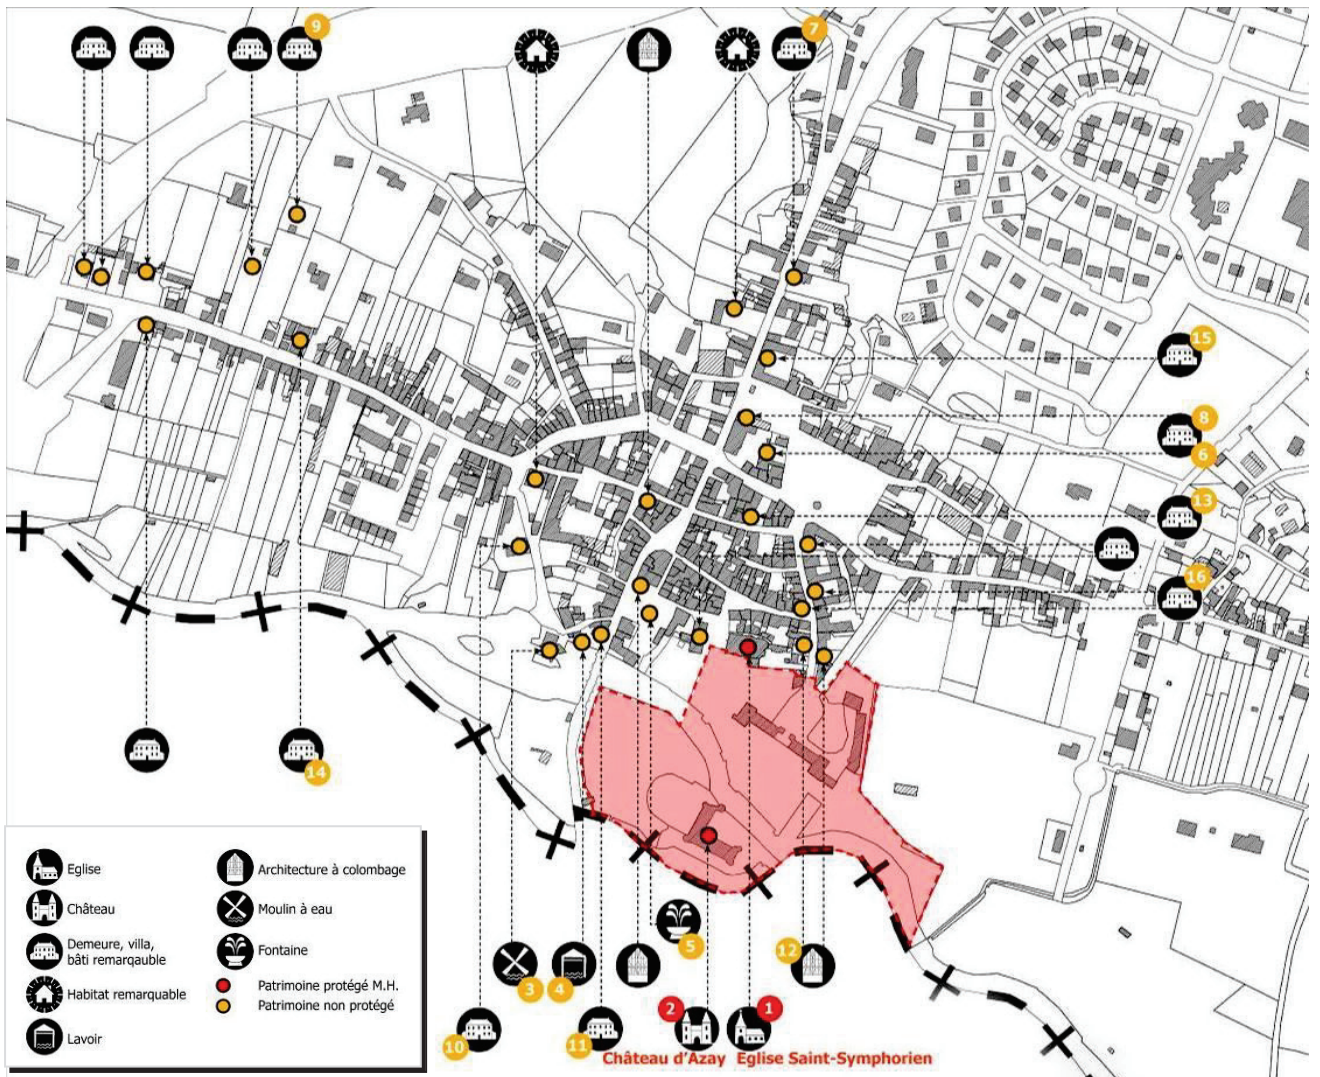 9
7
15
8
6
13
16
14
Eglise
Château
Demeure, villa,
bâti remarqauble
Habitat remarquable
Lavoir
Architecture à colombage
Moulin à eau
Fontaine
Patrimoine protégé M.H.
Patrimoine non protégé
5
12
3
4
2
1
10
11
Château d'Azay
Eglise Saint-Symphorien